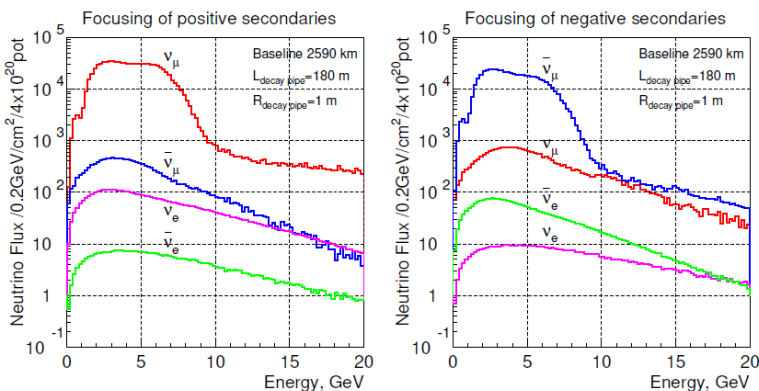 Focusing of positive secondaries
Neutrino Flux /0.2GeV/cm²/4x10²⁰pot
10 ⁵
10 ⁴
10 ³
10 ²
10
1
10 ⁻¹
Baseline 2590 km
L decay pipe=180 m
R decay pipe=1 m
νμ
ν̄μ
νe
ν̄e
0 5 10 15 20
Energy, GeV
Focusing of negative secondaries
Neutrino Flux /0.2GeV/cm²/4x10²⁰pot
10 ⁵
10 ⁴
10 ³
10 ²
10
1
10 ⁻¹
Baseline 2590 km
L decay pipe=180 m
R decay pipe=1 m
ν̄μ
νμ
ν̄e
νe
0 5 10 15 20
Energy, GeV